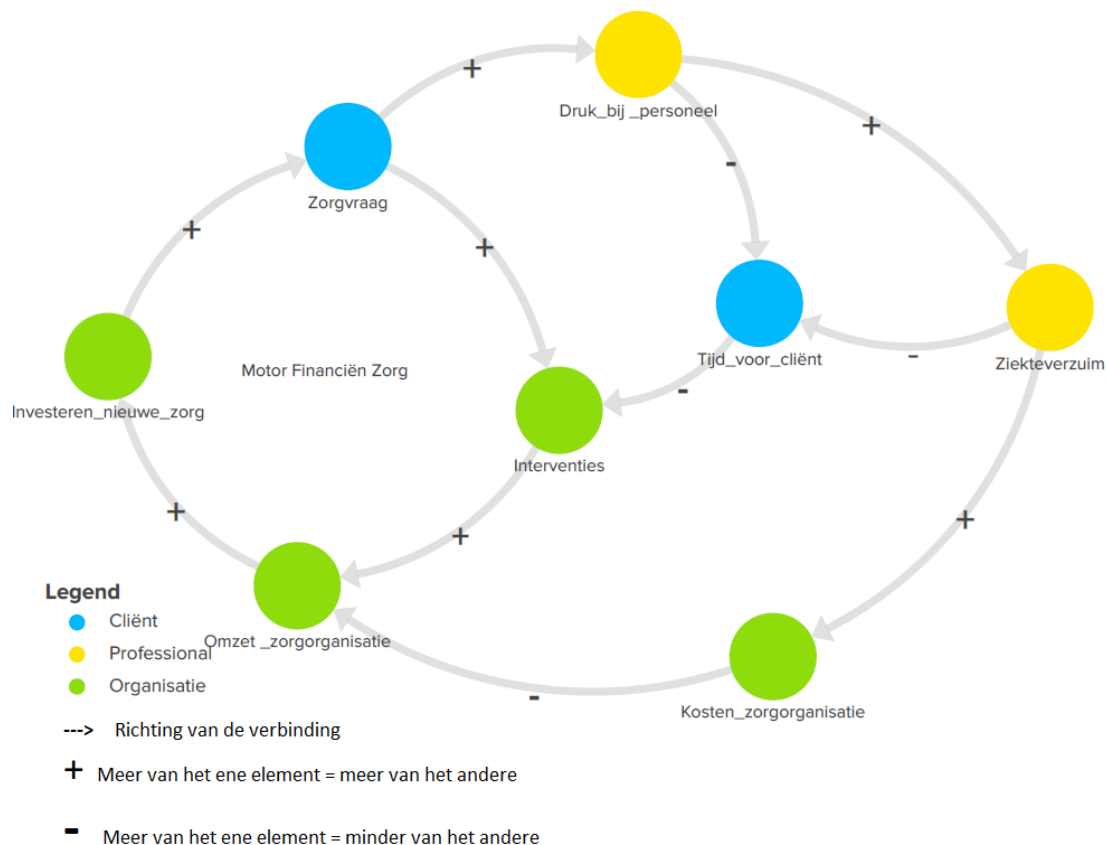 +
Druk_bij _personeel
+
-
Zorgvraag
+
+
Tijd_voor_cliënt
-
Ziekteverzuim
Motor Financiën Zorg
-
Investeren_nieuwe_zorg
Interventies
+
+
+
Legend
Cliënt
Professional
Organisatie
Omzet _zorgorganisatie
-
Kosten_zorgorganisatie
---> Richting van de verbinding
+ Meer van het ene element = meer van het andere
- Meer van het ene element = minder van het andere